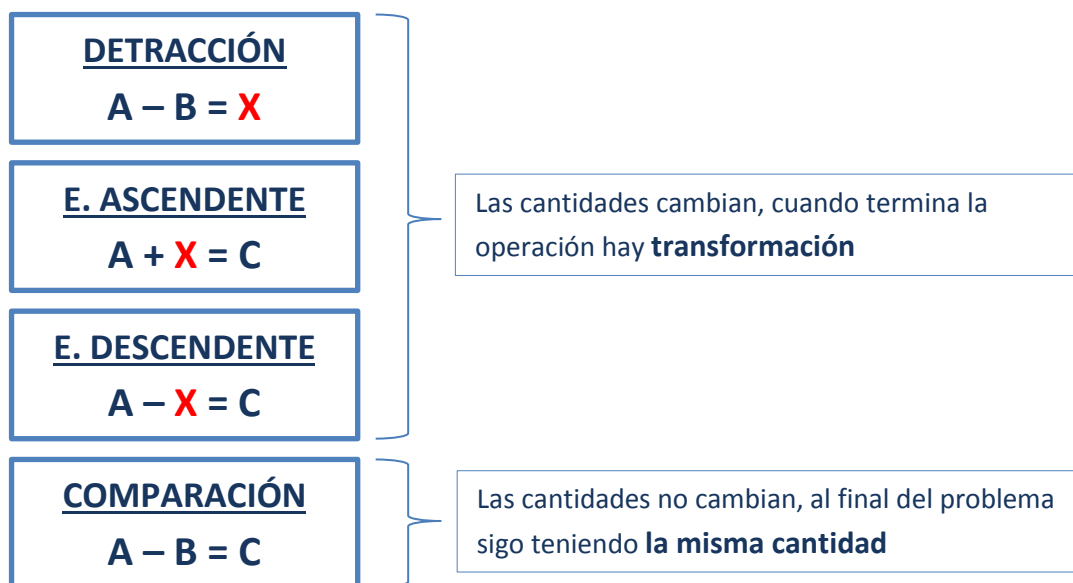 DETRACCIÓN
A – B = X
E. ASCENDENTE
A + X = C
E. DESCENDENTE
A – X = C
Las cantidades cambian, cuando termina la
operación hay transformación
COMPARACIÓN
A – B = C
Las cantidades no cambian, al final del problema
sigo teniendo la misma cantidad